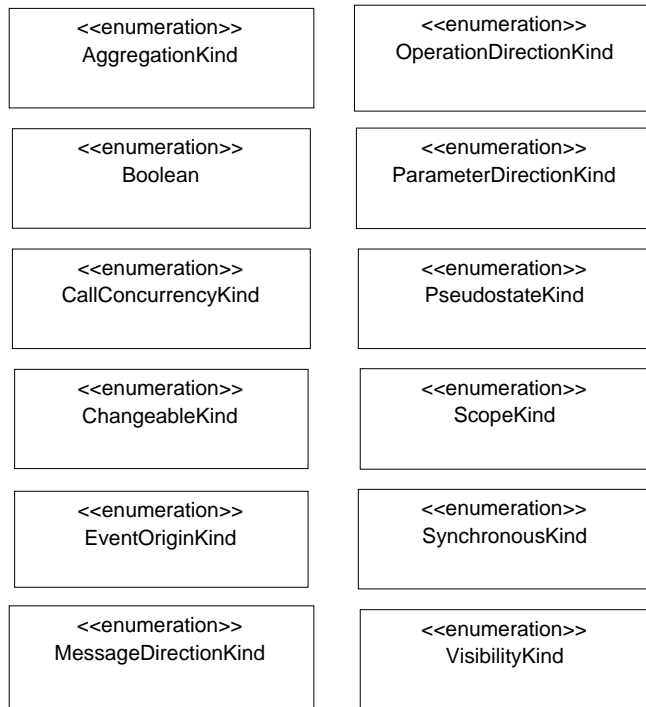 <<enumeration>>
AggregationKind
<<enumeration>>
Boolean
<<enumeration>>
CallConcurrencyKind
<<enumeration>>
ChangeableKind
<<enumeration>>
EventOriginKind
<<enumeration>>
MessageDirectionKind
<<enumeration>>
OperationDirectionKind
<<enumeration>>
ParameterDirectionKind
<<enumeration>>
PseudostateKind
<<enumeration>>
ScopeKind
<<enumeration>>
SynchronousKind
<<enumeration>>
VisibilityKind